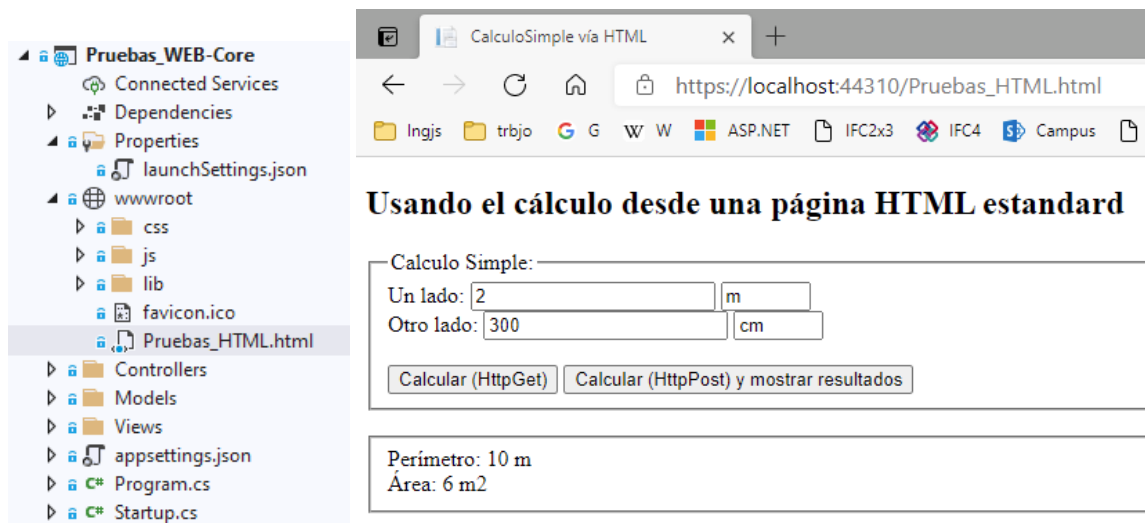 Pruebas_WEB-Core
Connected Services
Dependencies
Properties
launchSettings.json
wwwroot
css
js
lib
favicon.ico
Pruebas_HTML.html
Controllers
Models
Views
appsettings.json
C# Program.cs
C# Startup.cs
CalculoSimple vía HTML
https://localhost:44310/Pruebas_HTML.html
Ingjs trbjo G G W W ASP.NET IFC2x3 IFC4 S Campus
Usando el cálculo desde una página HTML estandard
Calculo Simple:
Un lado: 2 m
Otro lado: 300 cm
Calcular (HttpGet) Calcular (HttpPost) y mostrar resultados
Perímetro: 10 m
Área: 6 m2